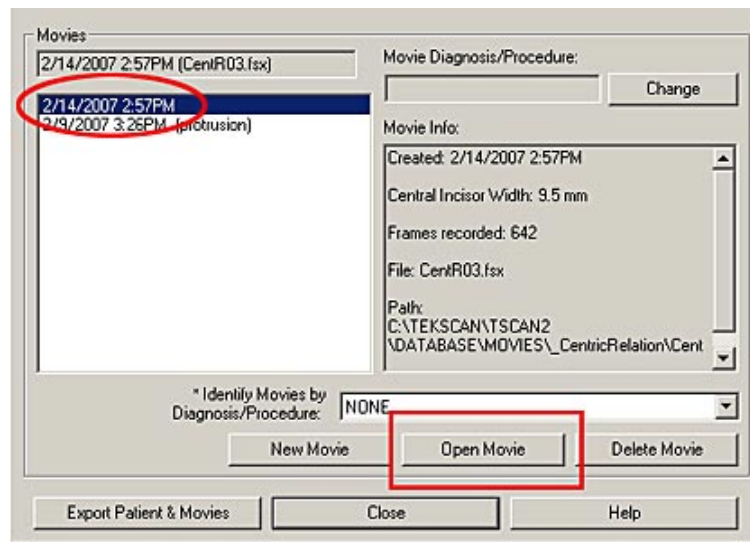 Movies
2/14/2007 2:57PM (CentR03.fsx)
2/14/2007 2:57PM
2/9/2007 3:26PM (protrusion)
Movie Diagnosis/Procedure:
Change
Movie Info:
Created: 2/14/2007 2:57PM
Central Incisor Width: 9.5 mm
Frames recorded: 642
File: CentR03.fsx
Path:
C:\TEKSCAN\TSCAN2
\DATABASE\MOVIES\_CentricRelation\Cent
* Identify Movies by
Diagnosis/Procedure:
NONE
New Movie
Open Movie
Delete Movie
Export Patient & Movies
Close
Help